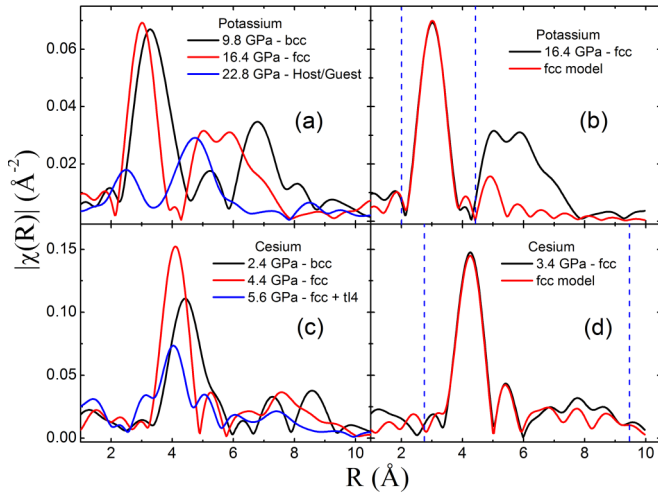 Potassium
9.8 GPa - bcc
16.4 GPa - fcc
22.8 GPa - Host/Guest
(a)
0.06
0.04
0.02
Potassium
16.4 GPa - fcc
fcc model
(b)
|χ(R)| (Å⁻²)
Cesium
2.4 GPa - bcc
4.4 GPa - fcc
5.6 GPa - fcc + tI4
(c)
0.15
0.10
0.05
0.00
Cesium
3.4 GPa - fcc
fcc model
(d)
2 4 6 8 10 2 4 6 8 10
R (Å)